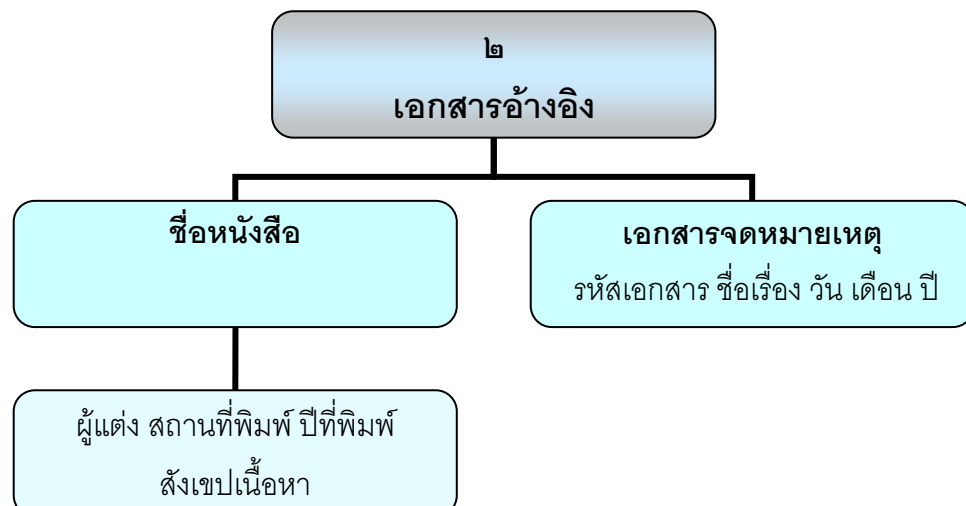 ๒
เอกสารอ้างอิง
ชื่อหนังสือ
เอกสารจดหมายเหตุ
รหัสเอกสาร ชื่อเรื่อง วัน เดือน ปี
ผู้แต่ง สถานที่พิมพ์ ปีที่พิมพ์
สังเขปเนื้อหา